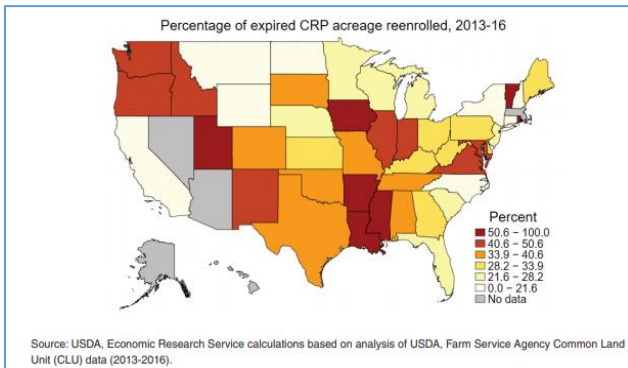 Percentage of expired CRP acreage reenrolled, 2013-16
Percent
50.6 – 100.0
40.6 – 50.6
33.9 – 40.6
28.2 – 33.9
21.6 – 28.2
0.0 – 21.6
No data
Source: USDA, Economic Research Service calculations based on analysis of USDA, Farm Service Agency Common Land
Unit (CLU) data (2013-2016).